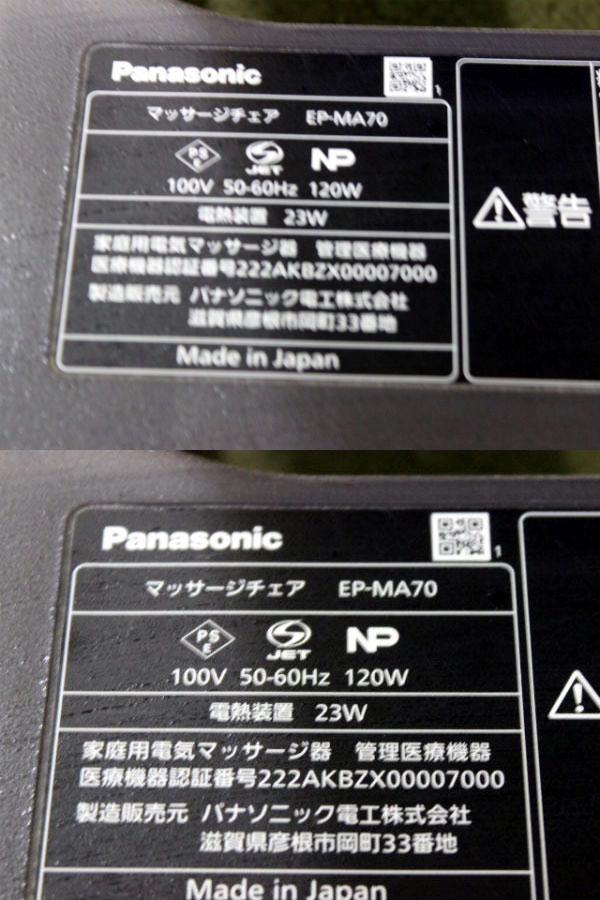 Panasonic
1
マッサージチェア EP-MA70
PS
E
JET
NP
100V 50-60Hz 120W
電熱装置 23W
家庭用電気マッサージ器 管理医療機器
医療機器認証番号222AKBZX00007000
製造販売元 パナソニック電工株式会社
滋賀県彦根市岡町33番地
Made in Japan
警告
Panasonic
1
マッサージチェア EP-MA70
PS
E
JET
NP
100V 50-60Hz 120W
電熱装置 23W
家庭用電気マッサージ器 管理医療機器
医療機器認証番号222AKBZX00007000
製造販売元 パナソニック電工株式会社
滋賀県彦根市岡町33番地
Made in Japan